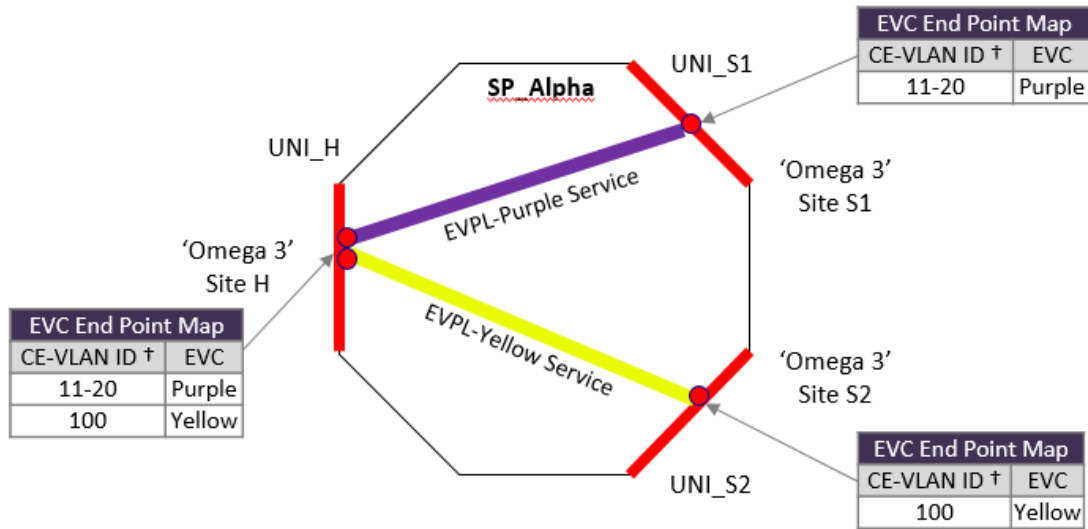 EVC End Point Map
CE-VLAN ID † EVC
11-20 Purple
UNI_S1
SP_Alpha
UNI_H
‘Omega 3’
Site S1
EVPL-Purple Service
‘Omega 3’
Site H
EVPL-Yellow Service
EVC End Point Map
CE-VLAN ID † EVC
11-20 Purple
100 Yellow
‘Omega 3’
Site S2
UNI_S2
EVC End Point Map
CE-VLAN ID † EVC
100 Yellow